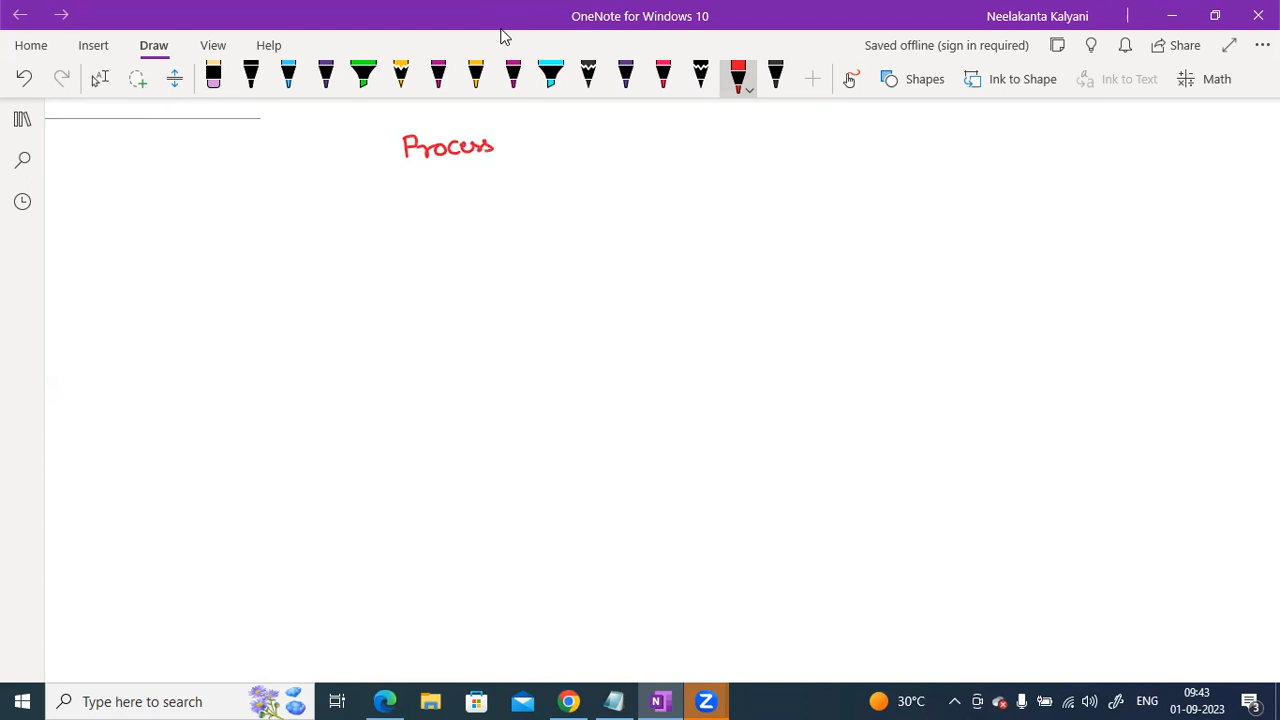 OneNote for Windows 10
Neelakanta Kalyani
Home Insert Draw View Help
Saved offline (sign in required)
Share
Shapes
Ink to Shape
Ink to Text
Math
Process
Type here to search
30°C
ENG
09:43
01-09-2023
3